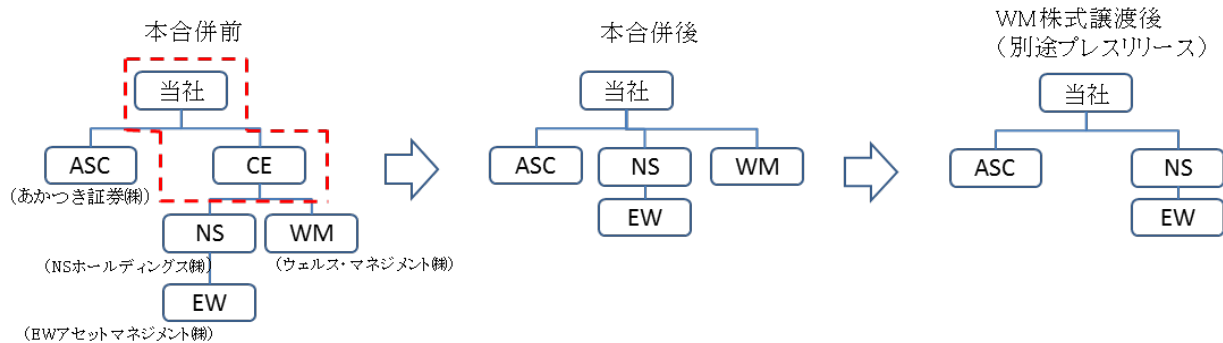 本合併前
当社
ASC
CE
(あかつき証券㈱)
NS
WM
(NSホールディングス㈱)
(ウェルス・マネジメント㈱)
EW
(EWアセットマネジメント㈱)
本合併後
当社
ASC
NS
WM
EW
WM株式譲渡後
(別途プレスリリース)
当社
ASC
NS
EW